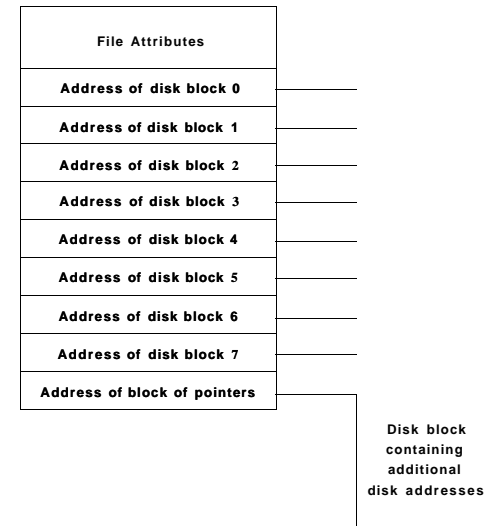 File Attributes
Address of disk block 0
Address of disk block 1
Address of disk block 2
Address of disk block 3
Address of disk block 4
Address of disk block 5
Address of disk block 6
Address of disk block 7
Address of block of pointers
Disk block
containing
additional
disk addresses